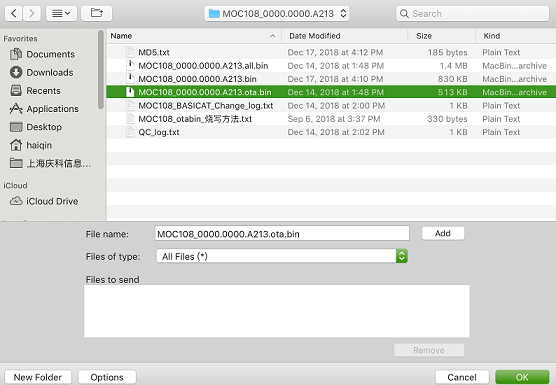 MOC108_0000.0000.A213
Search
Favorites
Documents
Downloads
Recents
Applications
Desktop
haiqin
上海庆科信息...
iCloud
iCloud Drive
Name Date Modified Size Kind
MD5.txt Dec 17, 2018 at 4:12 PM 185 bytes Plain Text
MOC108_0000.0000.A213.all.bin Dec 14, 2018 at 1:48 PM 1.4 MB MacBin...archive
MOC108_0000.0000.A213.bin Dec 17, 2018 at 4:10 PM 830 KB MacBin...archive
MOC108_0000.0000.A213.ota.bin Dec 14, 2018 at 1:48 PM 513 KB MacBin...archive
MOC108_BASICAT_Change_log.txt Dec 14, 2018 at 2:00 PM 1 KB Plain Text
MOC108_otabin_烧写方法.txt Sep 6, 2018 at 3:37 PM 330 bytes Plain Text
QC_log.txt Dec 14, 2018 at 2:02 PM 1 KB Plain Text
File name: MOC108_0000.0000.A213.ota.bin Add
Files of type: All Files (*)
Files to send
Remove
New Folder Options Cancel OK